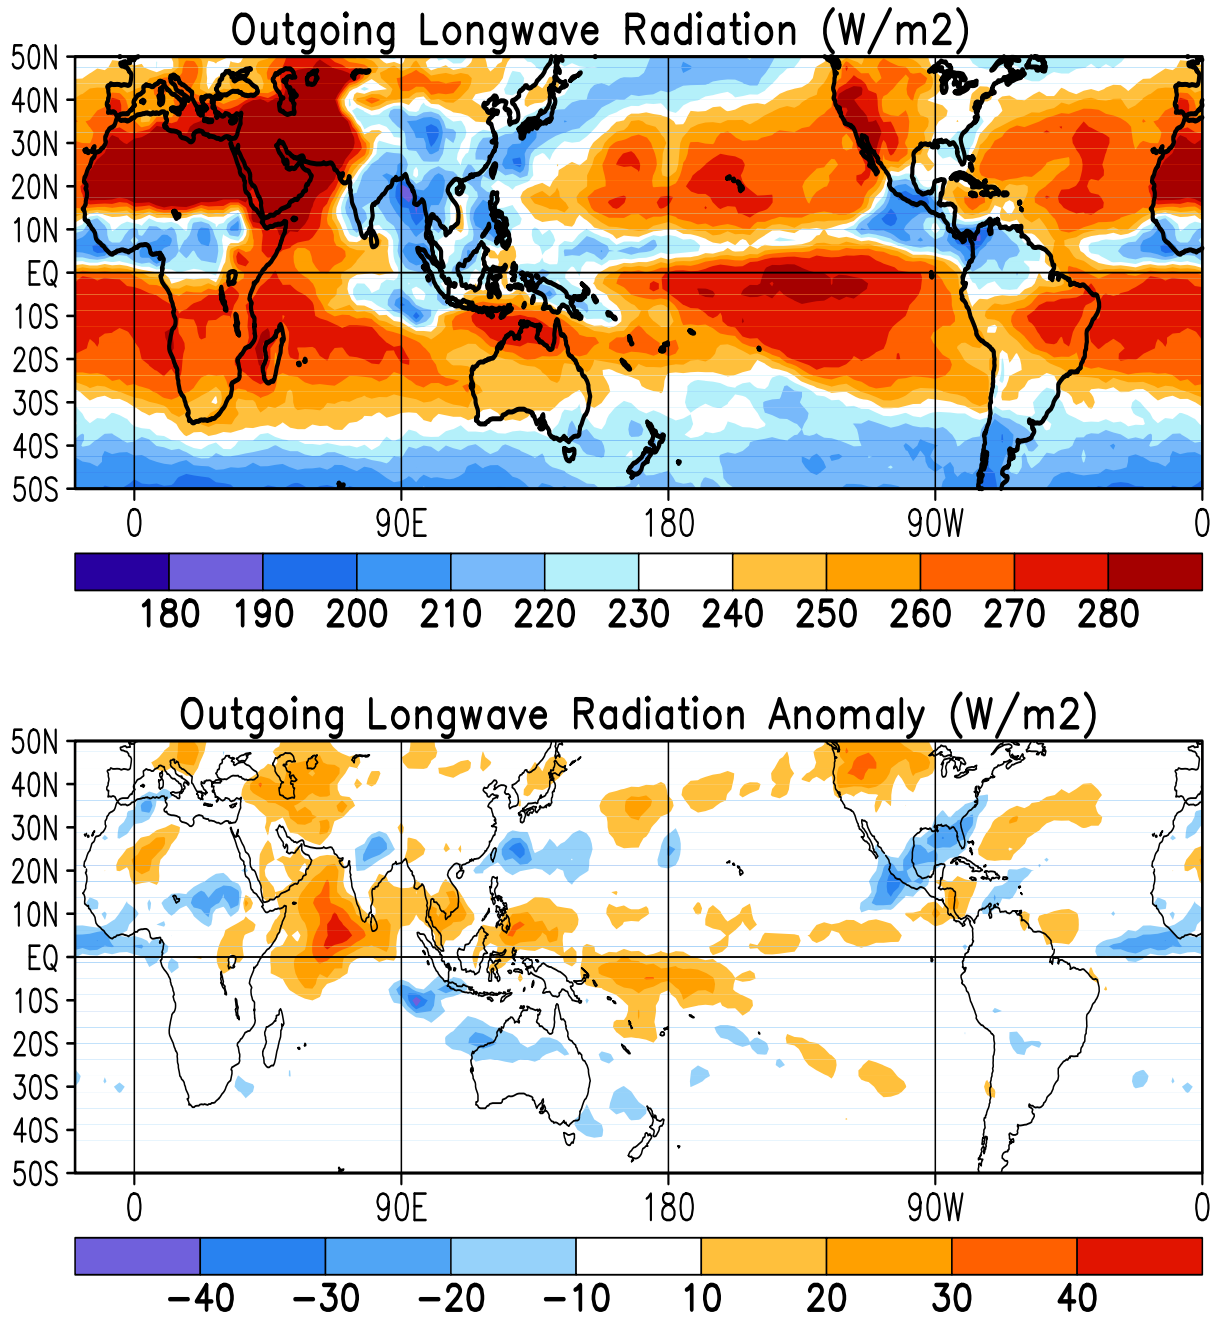 Outgoing Longwave Radiation (W/m2)
50N
40N
30N
20N
10N
EQ
10S
20S
30S
40S
50S
0 90E 180 90W 0
180 190 200 210 220 230 240 250 260 270 280
Outgoing Longwave Radiation Anomaly (W/m2)
50N
40N
30N
20N
10N
EQ
10S
20S
30S
40S
50S
0 90E 180 90W 0
-40 -30 -20 -10 10 20 30 40